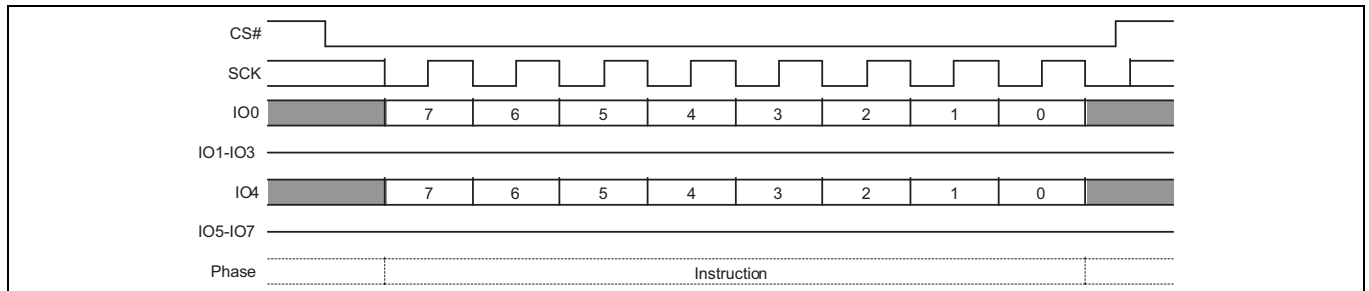 CS#
SCK
IO0 7 6 5 4 3 2 1 0
IO1-IO3
IO4 7 6 5 4 3 2 1 0
IO5-IO7
Phase Instruction